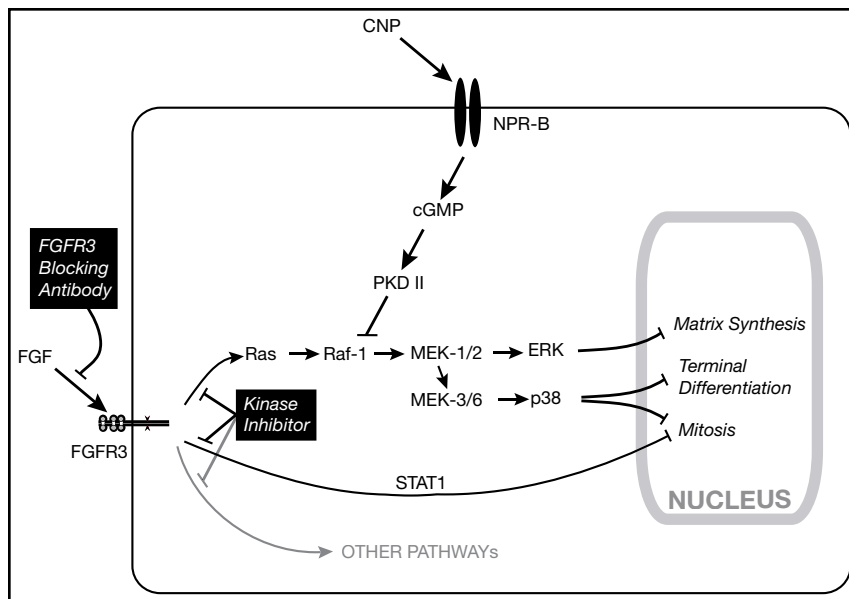 CNP
NPR-B
cGMP
PKD II
FGFR3
Blocking
Antibody
FGF
FGFR3
Ras
Raf-1
MEK-1/2
ERK
MEK-3/6
p38
Kinase
Inhibitor
STAT1
OTHER PATHWAYs
Matrix Synthesis
Terminal
Differentiation
Mitosis
NUCLEUS